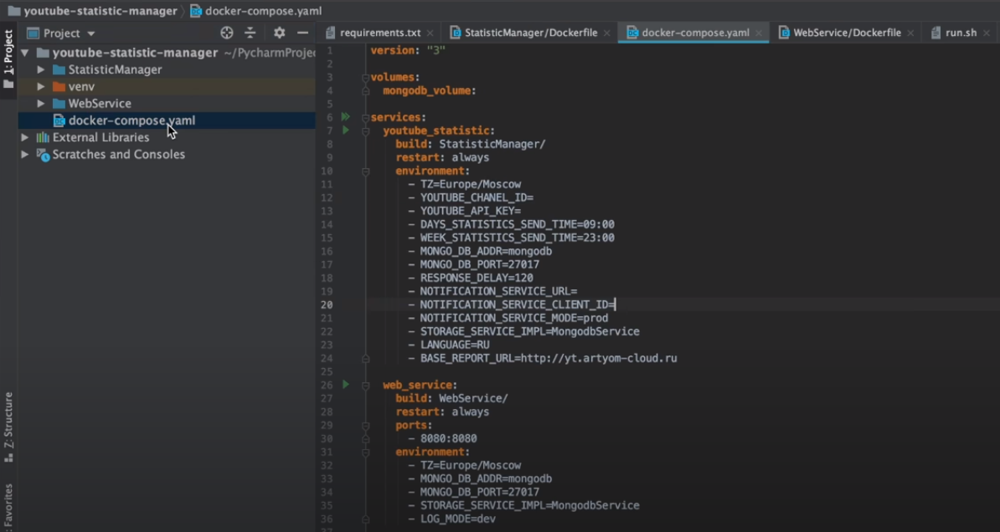 youtube-statistic-manager
docker-compose.yaml
Project
requirements.txt
StatisticManager/Dockerfile
docker-compose.yaml
WebService/Dockerfile
run.sh
1: Project
youtube-statistic-manager ~/PycharmProjec
StatisticManager
venv
WebService
docker-compose.yaml
External Libraries
Scratches and Consoles
Z: Structure
: Favorites
1 version: "3"
2
3 volumes:
4 mongodb_volume:
5
6 services:
7 youtube_statistic:
8 build: StatisticManager/
9 restart: always
10 environment:
11 - TZ=Europe/Moscow
12 - YOUTUBE_CHANEL_ID=
13 - YOUTUBE_API_KEY=
14 - DAYS_STATISTICS_SEND_TIME=09:00
15 - WEEK_STATISTICS_SEND_TIME=23:00
16 - MONGO_DB_ADDR=mongodb
17 - MONGO_DB_PORT=27017
18 - RESPONSE_DELAY=120
19 - NOTIFICATION_SERVICE_URL=
20 - NOTIFICATION_SERVICE_CLIENT_ID=
21 - NOTIFICATION_SERVICE_MODE=prod
22 - STORAGE_SERVICE_IMPL=MongodbService
23 - LANGUAGE=RU
24 - BASE_REPORT_URL=http://yt.artyom-cloud.ru
25
26 web_service:
27 build: WebService/
28 restart: always
29 ports:
30 - 8080:8080
31 environment:
32 - TZ=Europe/Moscow
33 - MONGO_DB_ADDR=mongodb
34 - MONGO_DB_PORT=27017
35 - STORAGE_SERVICE_IMPL=MongodbService
36 - LOG_MODE=dev